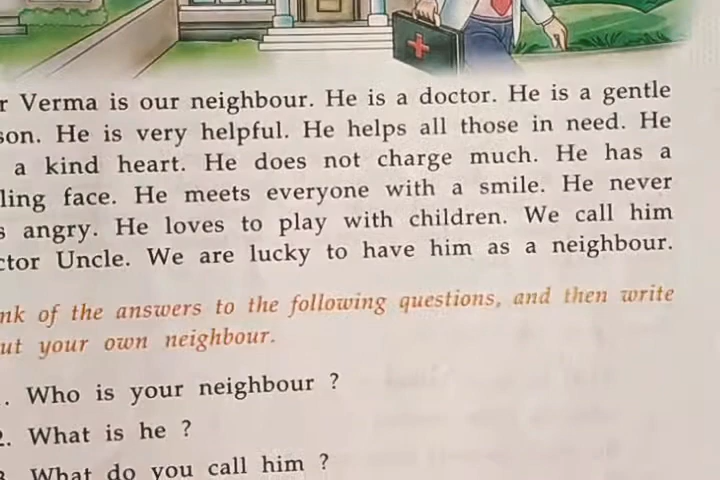 r Verma is our neighbour. He is a doctor. He is a gentle
son. He is very helpful. He helps all those in need. He
a kind heart. He does not charge much. He has a
ling face. He meets everyone with a smile. He never
s angry. He loves to play with children. We call him
ctor Uncle. We are lucky to have him as a neighbour.
nk of the answers to the following questions, and then write
ut your own neighbour.
. Who is your neighbour ?
2. What is he ?
3. What do you call him ?